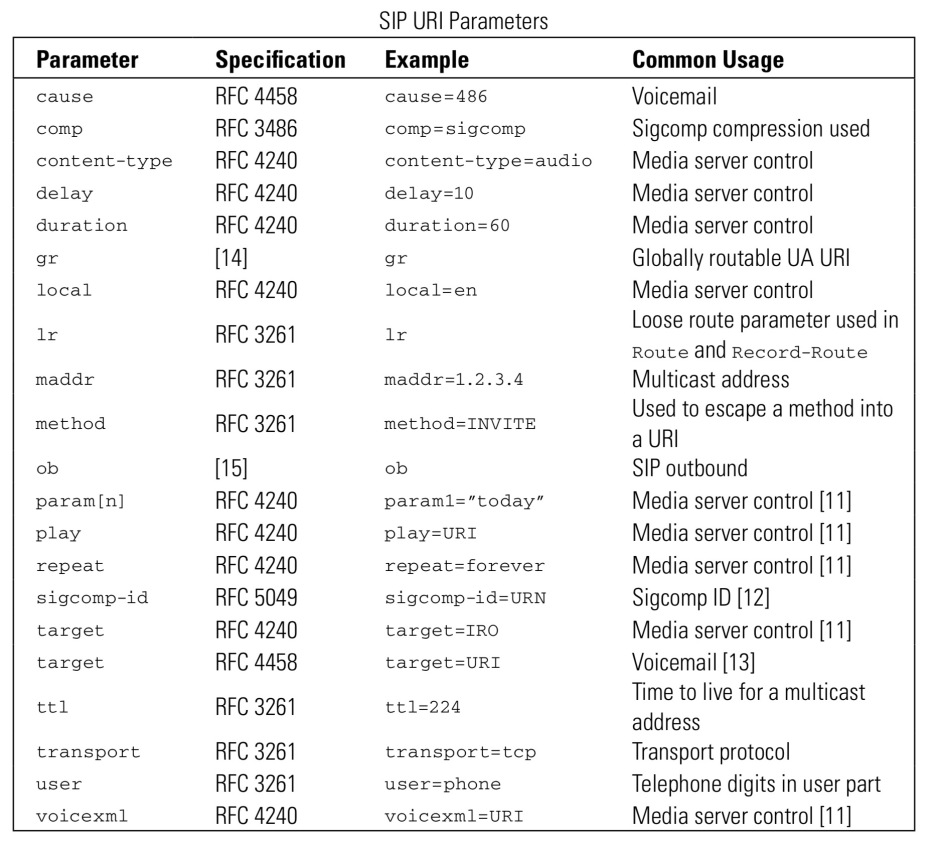 SIP URI Parameters
Parameter Specification Example Common Usage
cause RFC 4458 cause=486 Voicemail
comp RFC 3486 comp=sigcomp Sigcomp compression used
content-type RFC 4240 content-type=audio Media server control
delay RFC 4240 delay=10 Media server control
duration RFC 4240 duration=60 Media server control
gr [14] gr Globally routable UA URI
local RFC 4240 local=en Media server control
lr RFC 3261 lr Loose route parameter used in
Route and Record-Route
maddr RFC 3261 maddr=1.2.3.4 Multicast address
method RFC 3261 method=INVITE Used to escape a method into
a URI
ob [15] ob SIP outbound
param[n] RFC 4240 param1="today" Media server control [11]
play RFC 4240 play=URI Media server control [11]
repeat RFC 4240 repeat=forever Media server control [11]
sigcomp-id RFC 5049 sigcomp-id=URN Sigcomp ID [12]
target RFC 4240 target=IRO Media server control [11]
target RFC 4458 target=URI Voicemail [13]
ttl RFC 3261 ttl=224 Time to live for a multicast
address
transport RFC 3261 transport=tcp Transport protocol
user RFC 3261 user=phone Telephone digits in user part
voicexml RFC 4240 voicexml=URI Media server control [11]